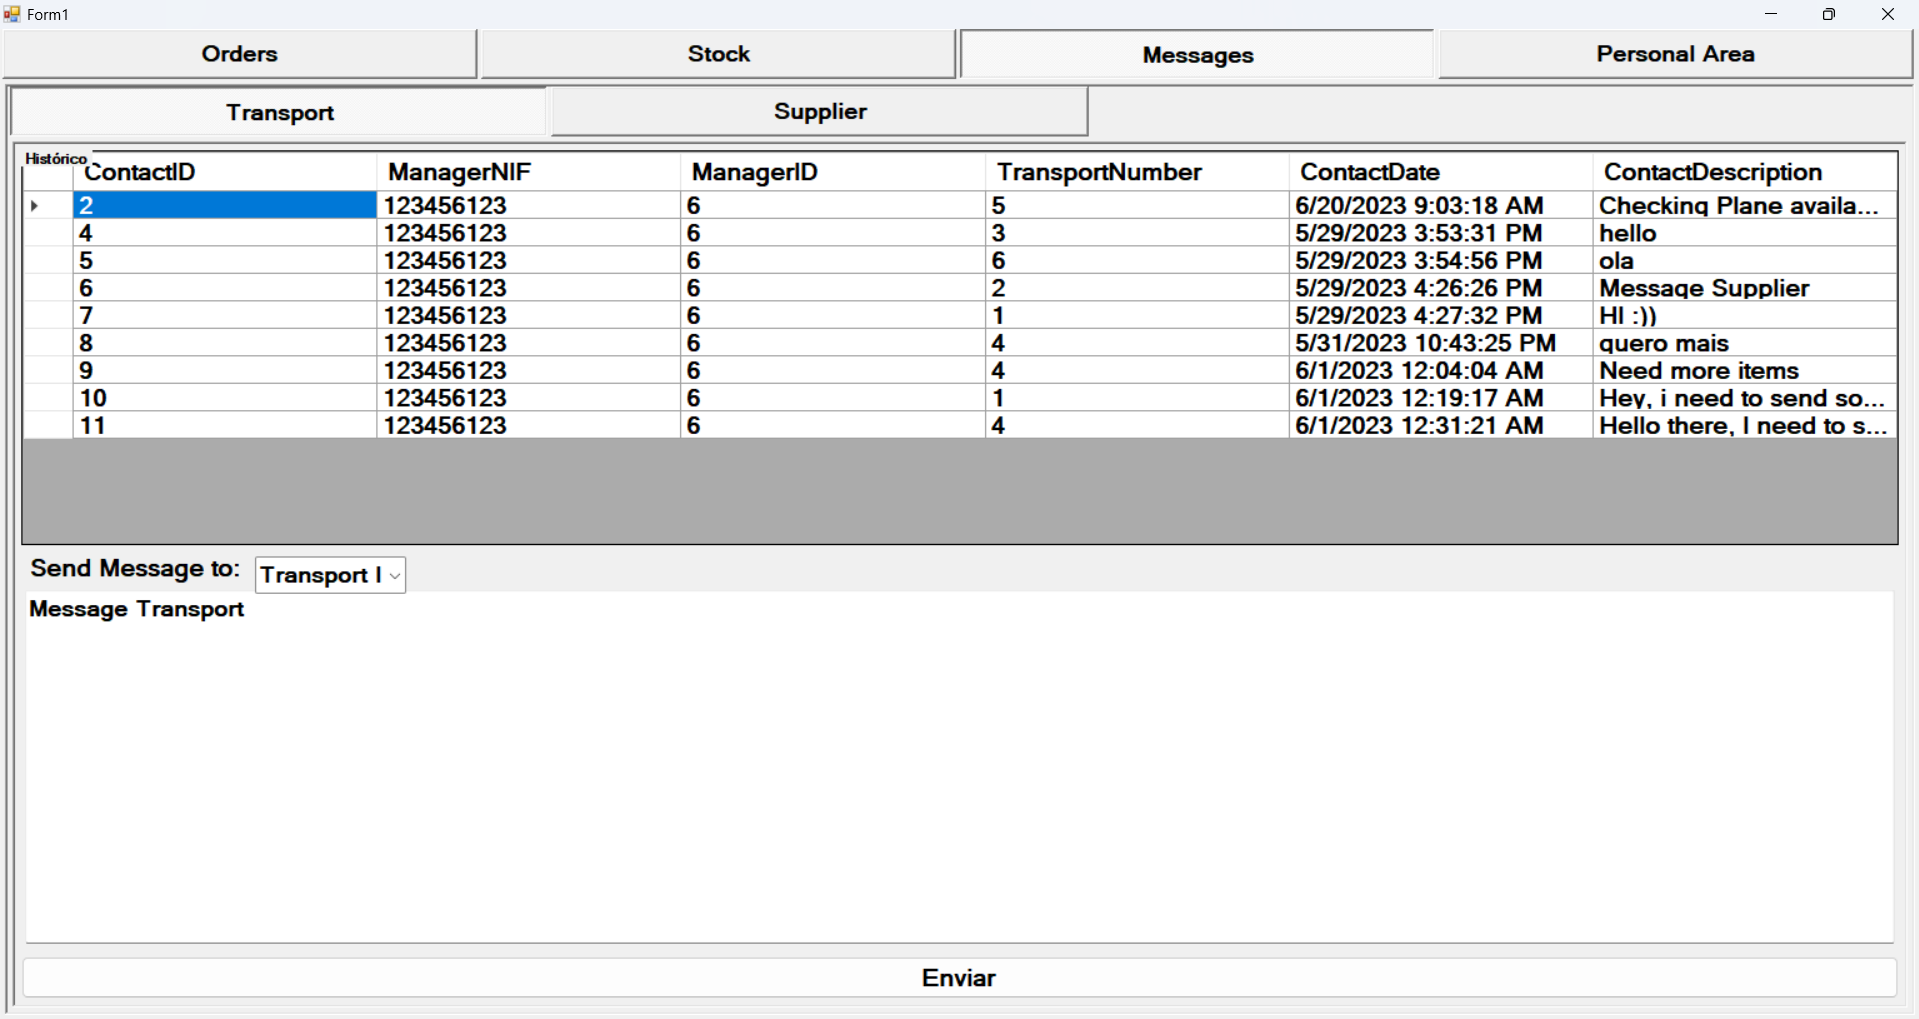 Form1
Orders Stock Messages Personal Area
Transport Supplier
Histórico
ContactID ManagerNIF ManagerID TransportNumber ContactDate ContactDescription
2 123456123 6 5 6/20/2023 9:03:18 AM Checking Plane availa...
4 123456123 6 3 5/29/2023 3:53:31 PM hello
5 123456123 6 6 5/29/2023 3:54:56 PM ola
6 123456123 6 2 5/29/2023 4:26:26 PM Message Supplier
7 123456123 6 1 5/29/2023 4:27:32 PM HI :))
8 123456123 6 4 5/31/2023 10:43:25 PM quero mais
9 123456123 6 4 6/1/2023 12:04:04 AM Need more items
10 123456123 6 1 6/1/2023 12:19:17 AM Hey, i need to send so...
11 123456123 6 4 6/1/2023 12:31:21 AM Hello there, I need to s...
Send Message to: Transport I
Message Transport
Enviar